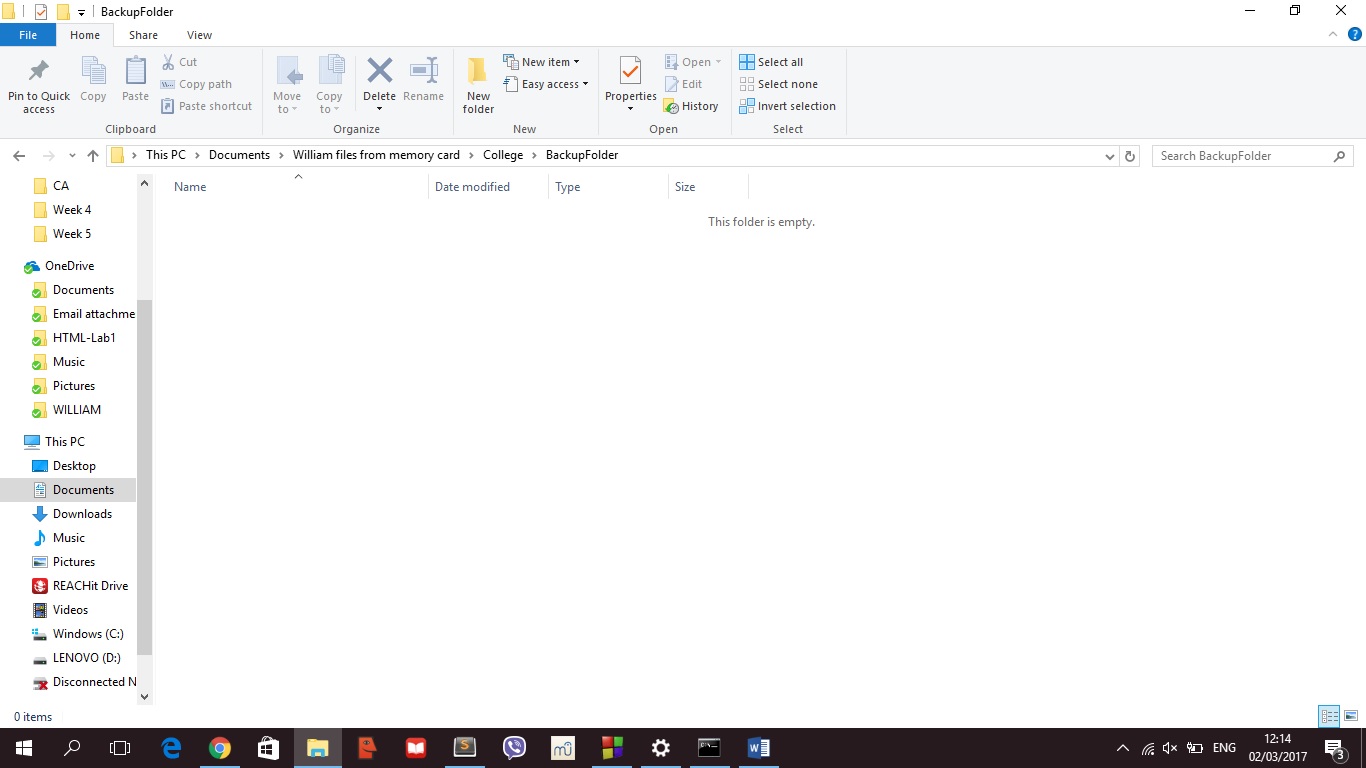 BackupFolder
File Home Share View
Pin to Quick access
Copy
Paste
Cut
Copy path
Paste shortcut
Clipboard
Move to
Copy to
Delete
Rename
Organize
New folder
New item
Easy access
New
Properties
Open
Edit
History
Open
Select all
Select none
Invert selection
Select
This PC Documents William files from memory card College BackupFolder
Search BackupFolder
Name Date modified Type Size
This folder is empty.
CA
Week 4
Week 5
OneDrive
Documents
Email attachme
HTML-Lab1
Music
Pictures
WILLIAM
This PC
Desktop
Documents
Downloads
Music
Pictures
REACHit Drive
Videos
Windows (C:)
LENOVO (D:)
Disconnected N
0 items
ENG
12:14
02/03/2017
3